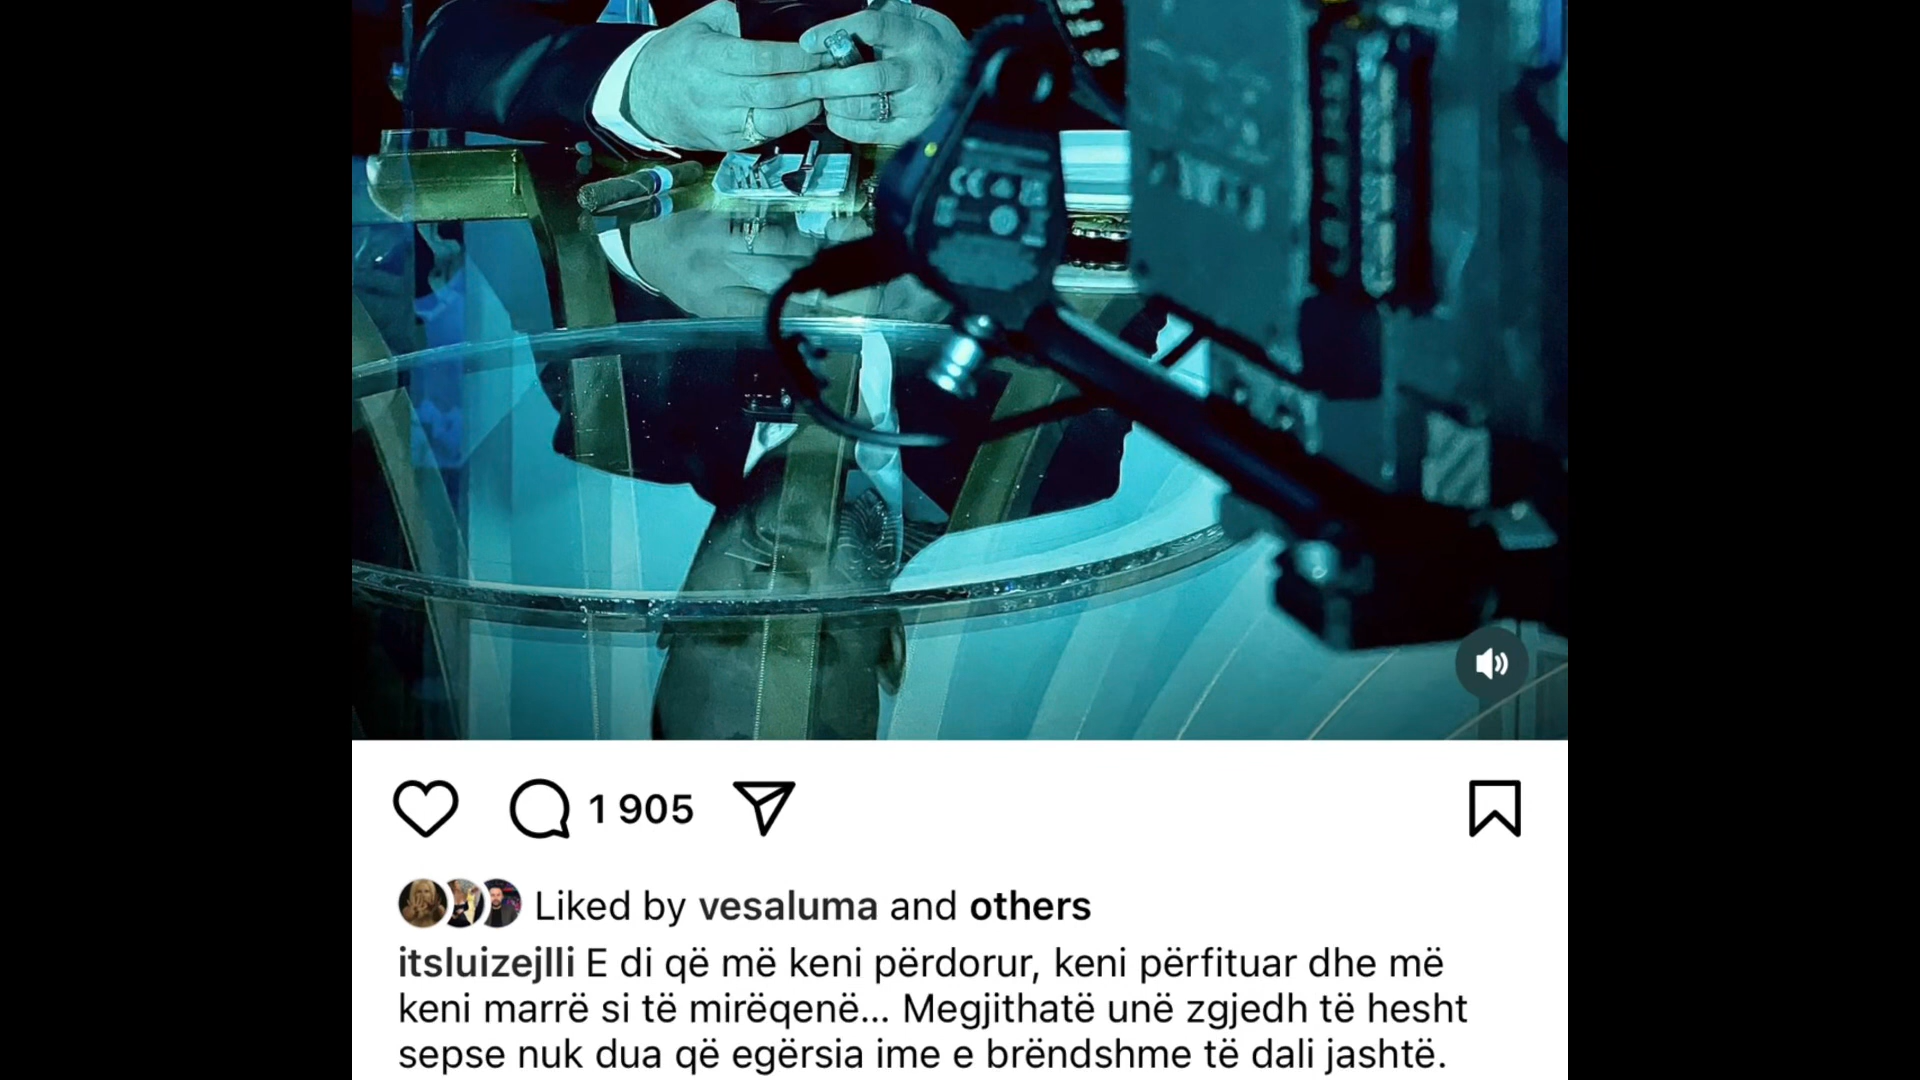 1 905
Liked by vesaluma and others
itsluizejlli E di që më keni përdorur, keni përfituar dhe më
keni marrë si të mirëqenë... Megjithatë unë zgjedh të hesht
sepse nuk dua që egërsia ime e brëndshme të dali jashtë.